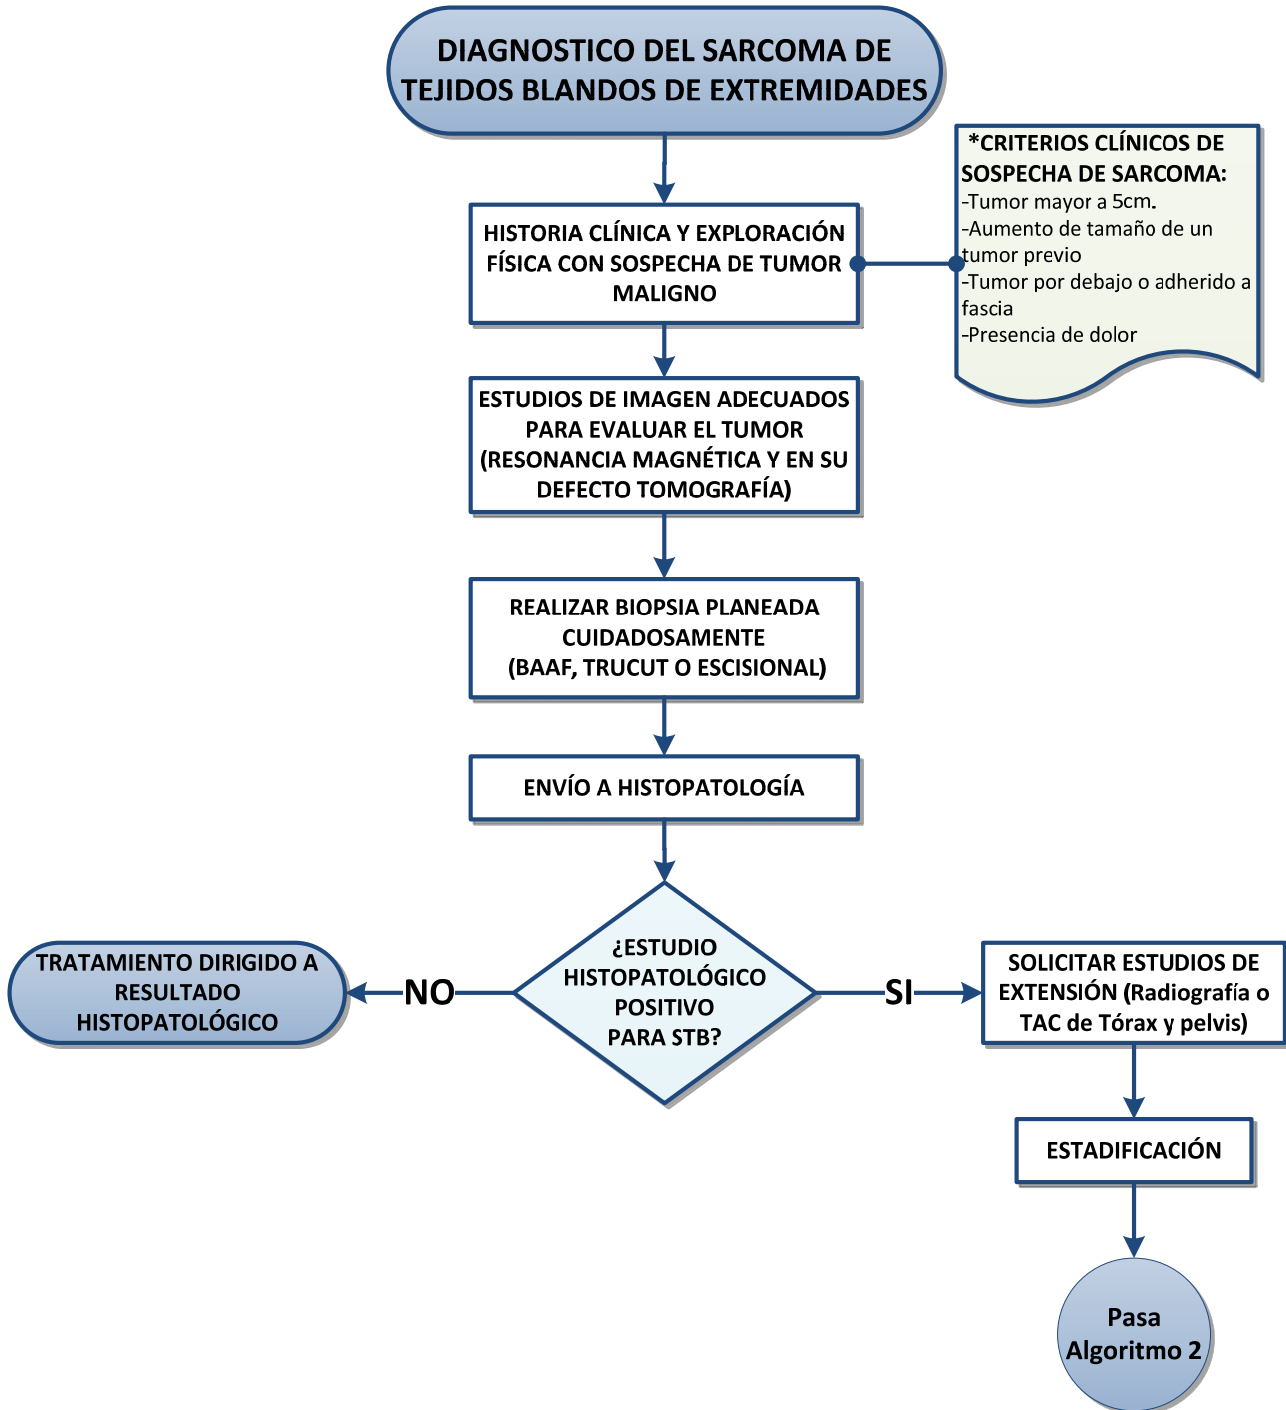 DIAGNOSTICO DEL SARCOMA DE
TEJIDOS BLANDOS DE EXTREMIDADES
*CRITERIOS CLÍNICOS DE
SOSPECHA DE SARCOMA:
-Tumor mayor a 5cm.
-Aumento de tamaño de un
tumor previo
-Tumor por debajo o adherido a
fascia
-Presencia de dolor
HISTORIA CLÍNICA Y EXPLORACIÓN
FÍSICA CON SOSPECHA DE TUMOR
MALIGNO
ESTUDIOS DE IMAGEN ADECUADOS
PARA EVALUAR EL TUMOR
(RESONANCIA MAGNÉTICA Y EN SU
DEFECTO TOMOGRAFÍA)
REALIZAR BIOPSIA PLANEADA
CUIDADOSAMENTE
(BAAF, TRUCUT O ESCISIONAL)
ENVÍO A HISTOPATOLOGÍA
¿ESTUDIO
HISTOPATOLÓGICO
POSITIVO
PARA STB?
NO
TRATAMIENTO DIRIGIDO A
RESULTADO
HISTOPATOLÓGICO
SI
SOLICITAR ESTUDIOS DE
EXTENSIÓN (Radiografía o
TAC de Tórax y pelvis)
ESTADIFICACIÓN
Pasa
Algoritmo 2